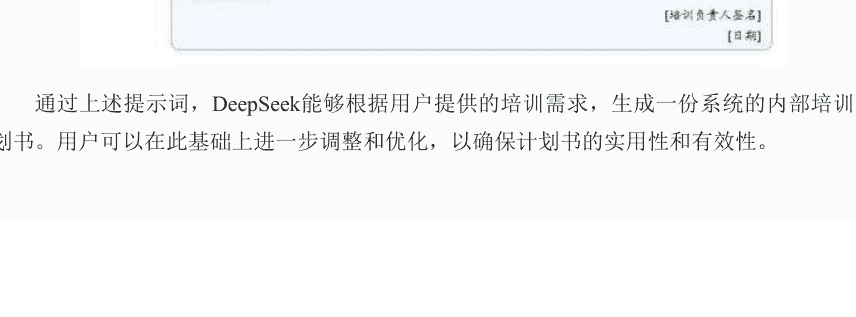 [培训负责人签名]
[日期]
通过上述提示词，DeepSeek能够根据用户提供的培训需求，生成一份系统的内部培训
划书。用户可以在此基础上进一步调整和优化，以确保计划书的实用性和有效性。